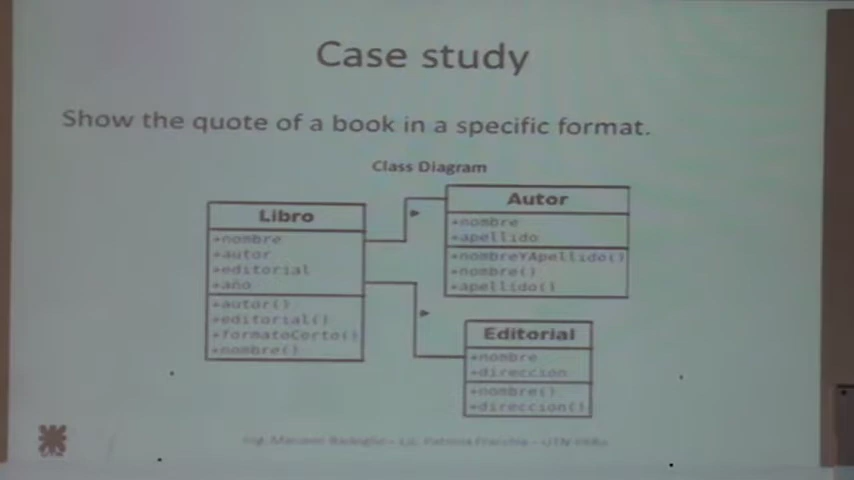 Case study
Show the quote of a book in a specific format.
Class Diagram
Libro
+nombre
+autor
+editorial
+año
+autor()
+editorial()
+formatoCorto()
+nombre()
Autor
+nombre
+apellido
+nombreYApellido()
+nombre()
+apellido()
Editorial
+nombre
+direccion
+nombre()
+direccion()